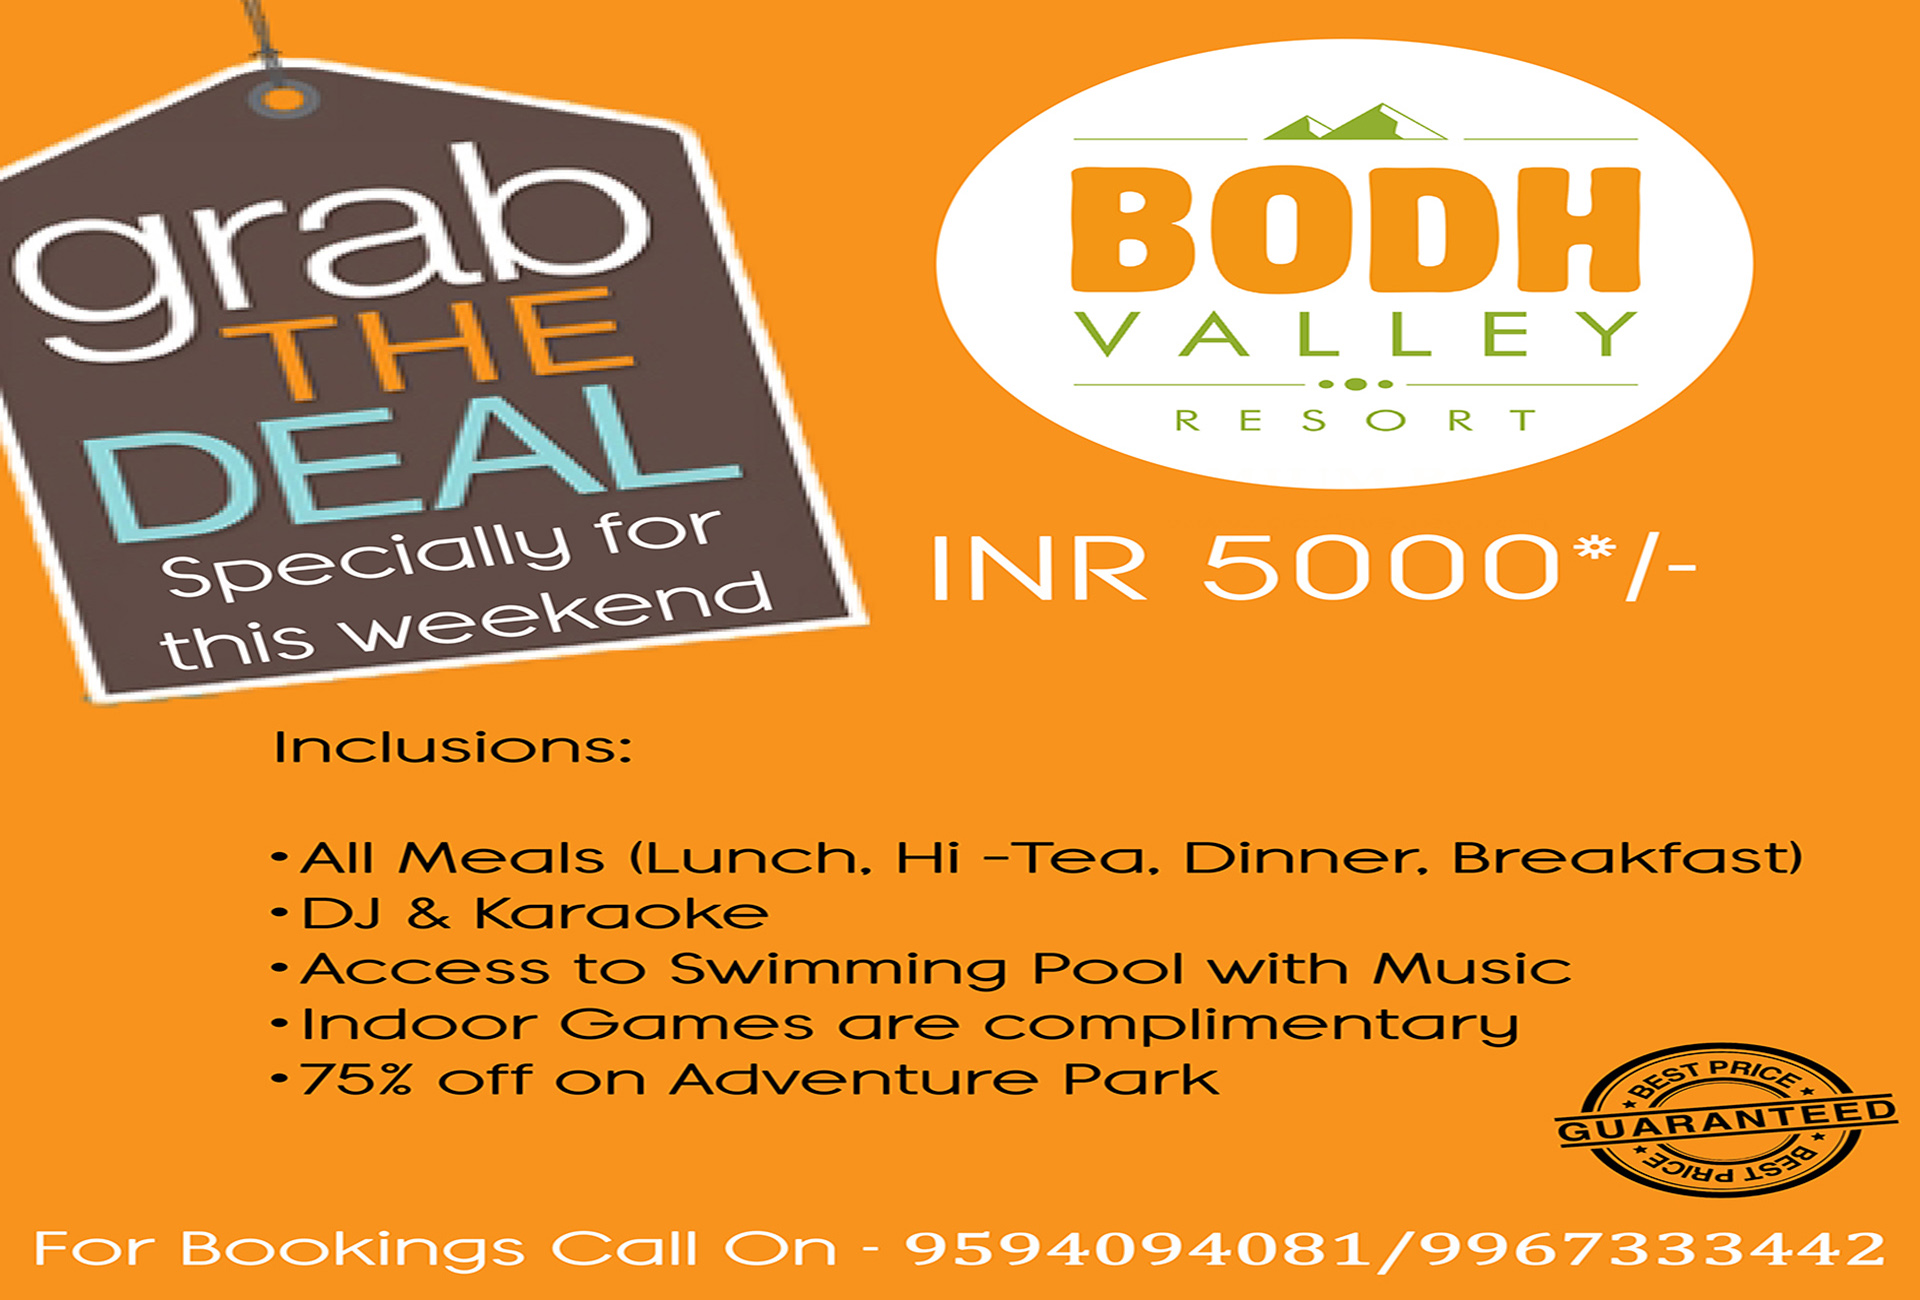 grab
THE
DEAL
Specially for
this weekend
BODH
VALLEY
RESORT
INR 5000*/-
Inclusions:
•All Meals (Lunch, Hi -Tea, Dinner, Breakfast)
•DJ & Karaoke
•Access to Swimming Pool with Music
•Indoor Games are complimentary
•75% off on Adventure Park
BEST PRICE
GUARANTEED
BEST PRICE
For Bookings Call On - 9594094081/9967333442